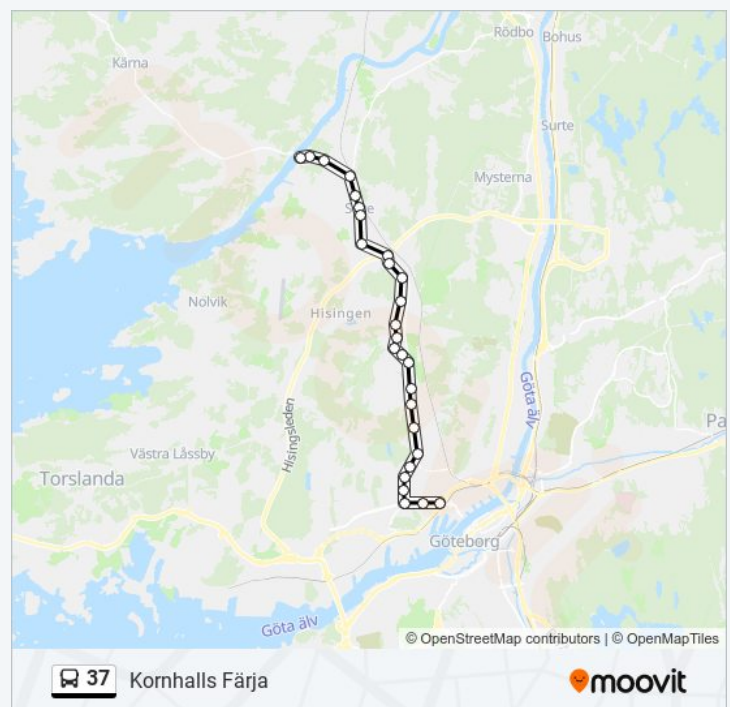 Rödbo
Bohus
Kärna
Surte
Mysterna
Nolvik
Hisingen
Hisingsleden
Göta älv
Pa
Västra Låssby
Torslanda
Göteborg
Göta älv
© OpenStreetMap contributors | © OpenMapTiles
37 Kornhalls Färja
moovit